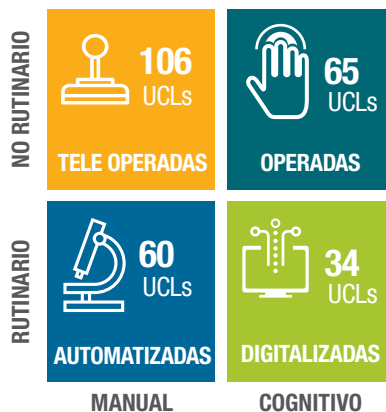 NO RUTINARIO
106
UCLs
TELE OPERADAS
65
UCLs
OPERADAS
RUTINARIO
60
UCLs
AUTOMATIZADAS
34
UCLs
DIGITALIZADAS
MANUAL
COGNITIVO